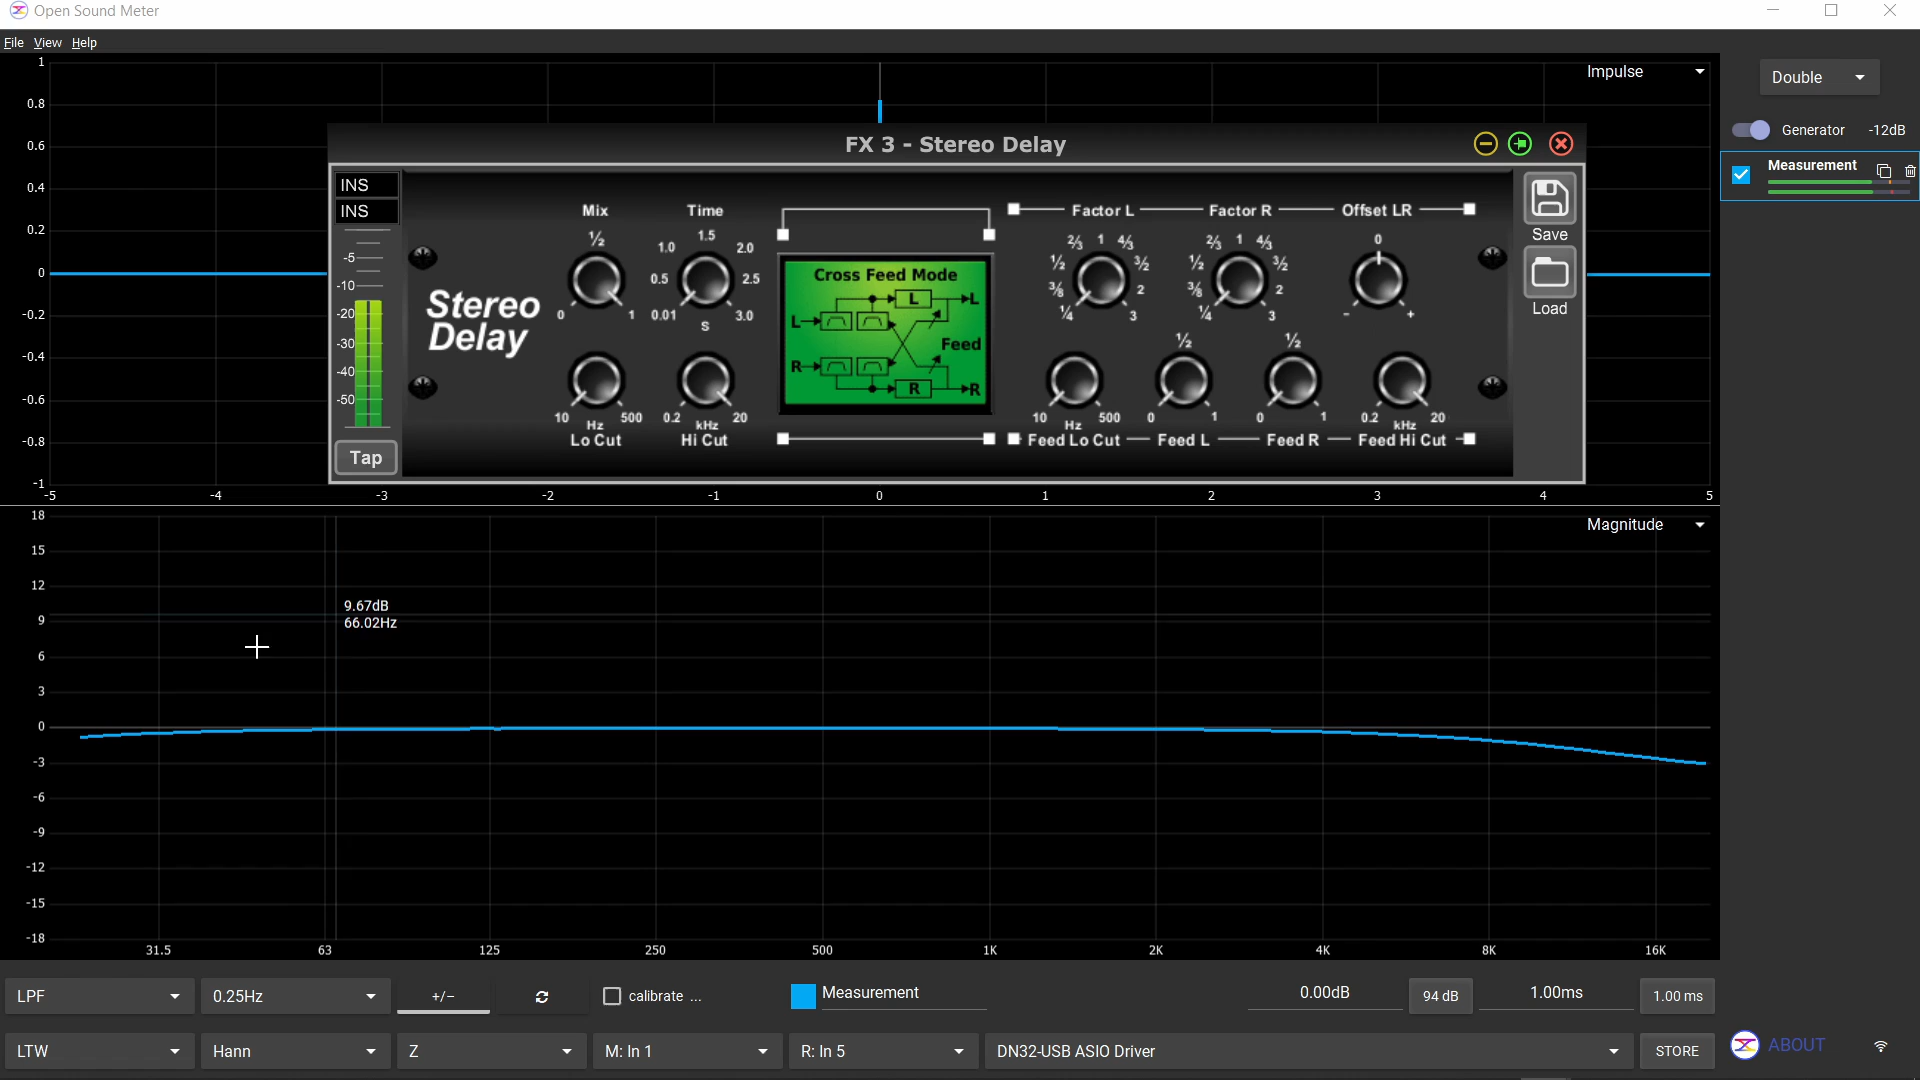 Open Sound Meter
File View Help
Impulse
Double
Generator -12dB
Measurement
1
0.8
0.6
0.4
0.2
0
-0.2
-0.4
-0.6
-0.8
-1
-5 -4 -3 -2 -1 0 1 2 3 4 5
FX 3 - Stereo Delay
INS
INS
-5
-10
-20
-30
-40
-50
Tap
Stereo
Delay
Mix
½
0 1
Time
0.01 0.5 1.0 1.5 2.0 2.5 3.0
S
10 500
Hz
Lo Cut
0.2 20
kHz
Hi Cut
Cross Feed Mode
L L L
Feed
R R R
Factor L Factor R Offset LR
¼ ⅜ ½ ⅔ 1 4/3 3/2 2 3
¼ ⅜ ½ ⅔ 1 4/3 3/2 2 3
0
- +
10 500
Hz
Feed Lo Cut
½
0 1
Feed L
½
0 1
Feed R
0.2 20
kHz
Feed Hi Cut
Save
Load
Magnitude
18
15
12
9
6
3
0
-3
-6
-9
-12
-15
-18
9.67dB
66.02Hz
31.5 63 125 250 500 1K 2K 4K 8K 16K
LPF 0.25Hz +/- calibrate ... Measurement 0.00dB 94 dB 1.00ms 1.00 ms
LTW Hann Z M: In 1 R: In 5 DN32-USB ASIO Driver STORE ABOUT